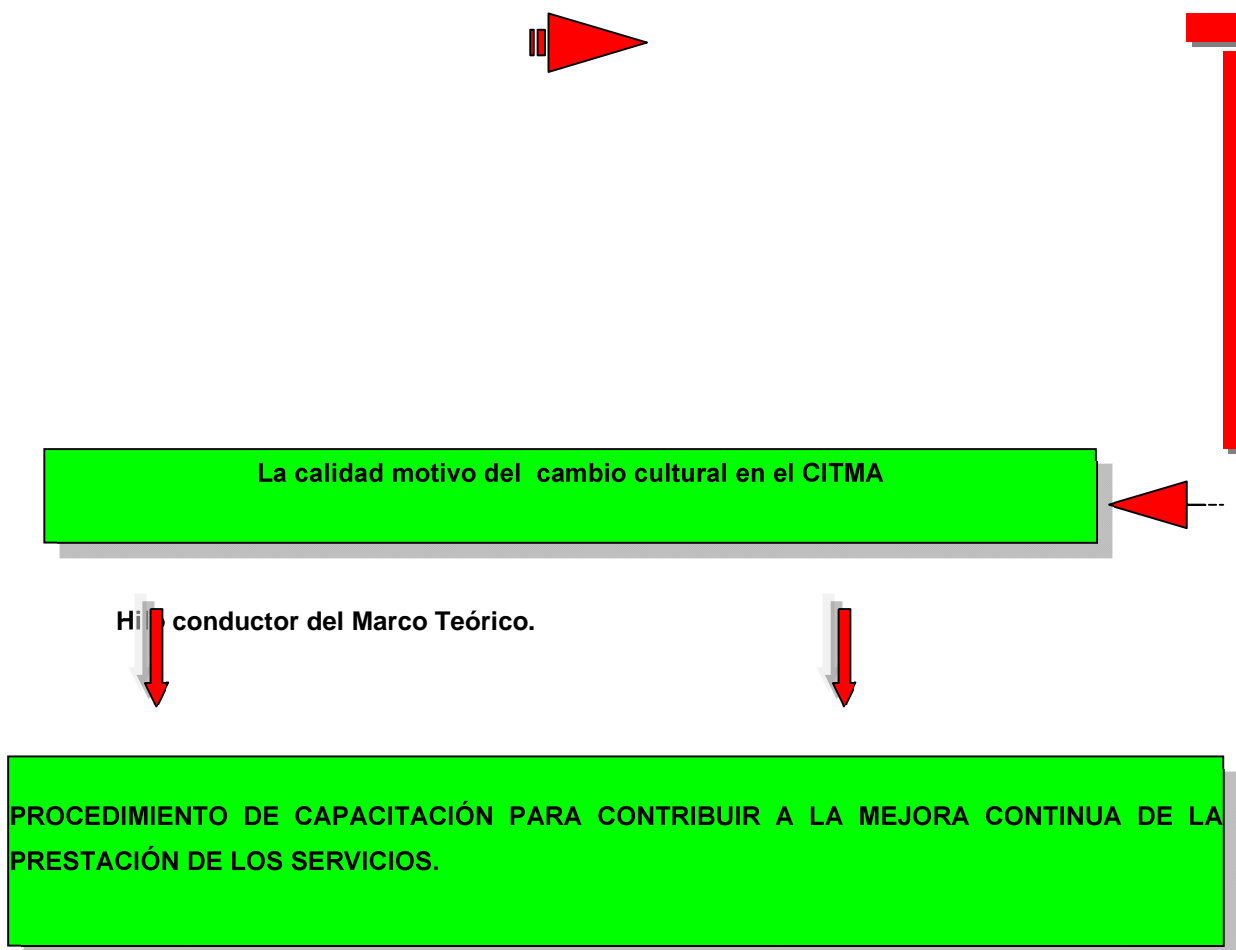 La calidad motivo del cambio cultural en el CITMA
Hilo conductor del Marco Teórico.
PROCEDIMIENTO DE CAPACITACIÓN PARA CONTRIBUIR A LA MEJORA CONTINUA DE LA
PRESTACIÓN DE LOS SERVICIOS.